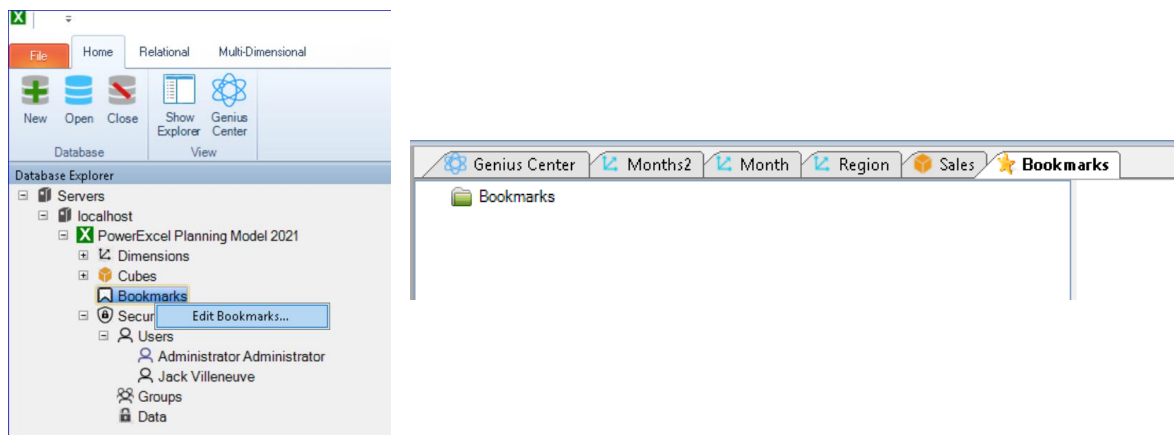 File Home Relational Multi-Dimensional
New Open Close Show Explorer Genius Center
Database View
Database Explorer
Servers
localhost
PowerExcel Planning Model 2021
Dimensions
Cubes
Bookmarks
Secur Edit Bookmarks...
Users
Administrator Administrator
Jack Villeneuve
Groups
Data
Genius Center Months2 Month Region Sales Bookmarks
Bookmarks